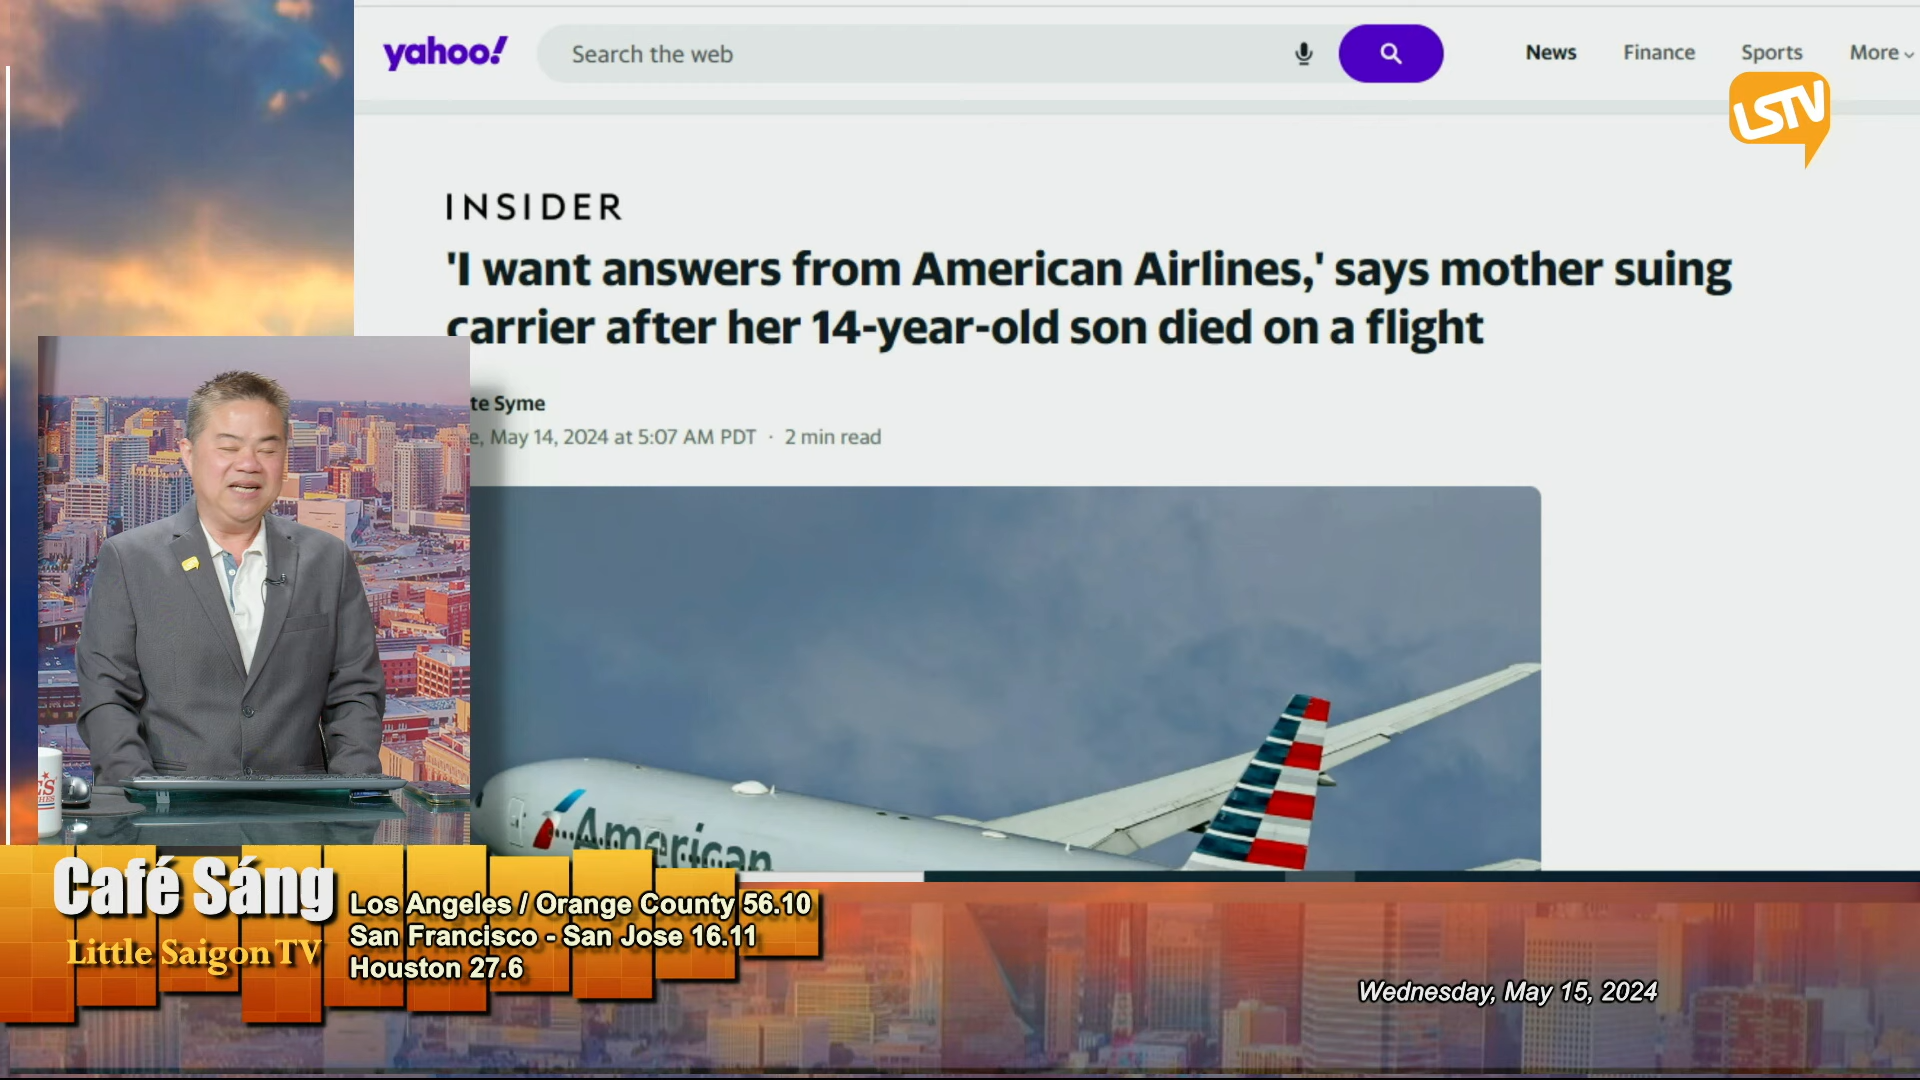 yahoo!
Search the web
News
Finance
Sports
More
LSTV
INSIDER
'I want answers from American Airlines,' says mother suing
carrier after her 14-year-old son died on a flight
te Syme
e, May 14, 2024 at 5:07 AM PDT · 2 min read
American
Café Sáng
Little Saigon TV
Los Angeles / Orange County 56.10
San Francisco - San Jose 16.11
Houston 27.6
Wednesday, May 15, 2024